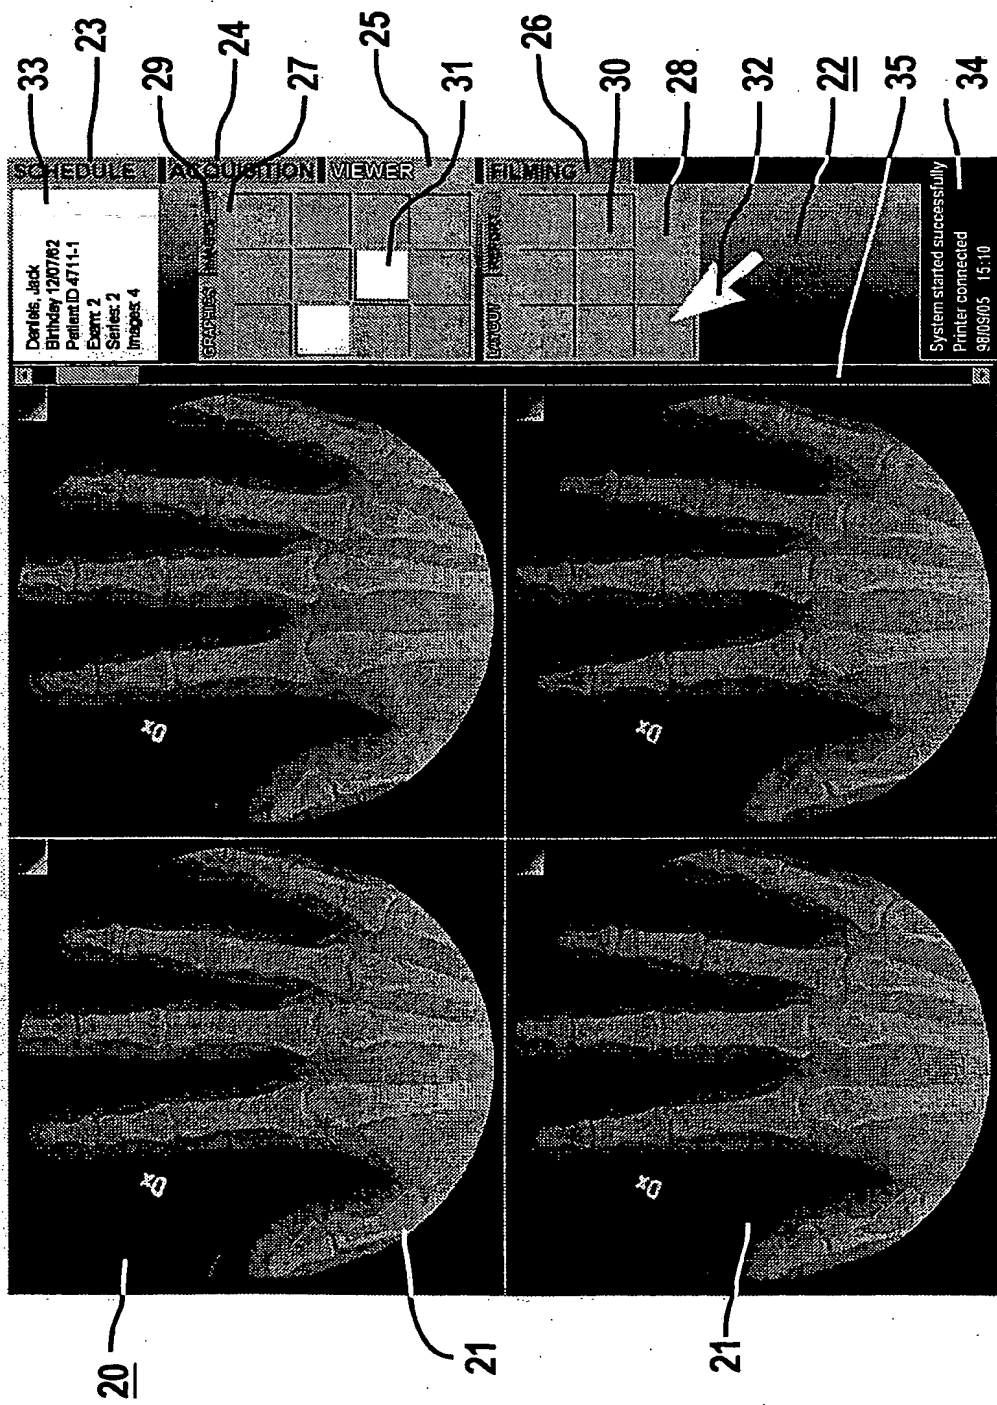 Daniels, Jack
Birthday 12/07/62
Patient ID 4711-1
Exam: 2
Series: 2
Images: 4
SCHEDULE
ACQUISITION
VIEWER
FILMING
GRAPHICS
IMAGES
LAYOUT
System started successfully
Printer connected
98/09/05 15:10
Dx
Dx
Dx
Dx
33
23
29
24
27
25
31
26
30
28
32
22
35
34
20
21
21